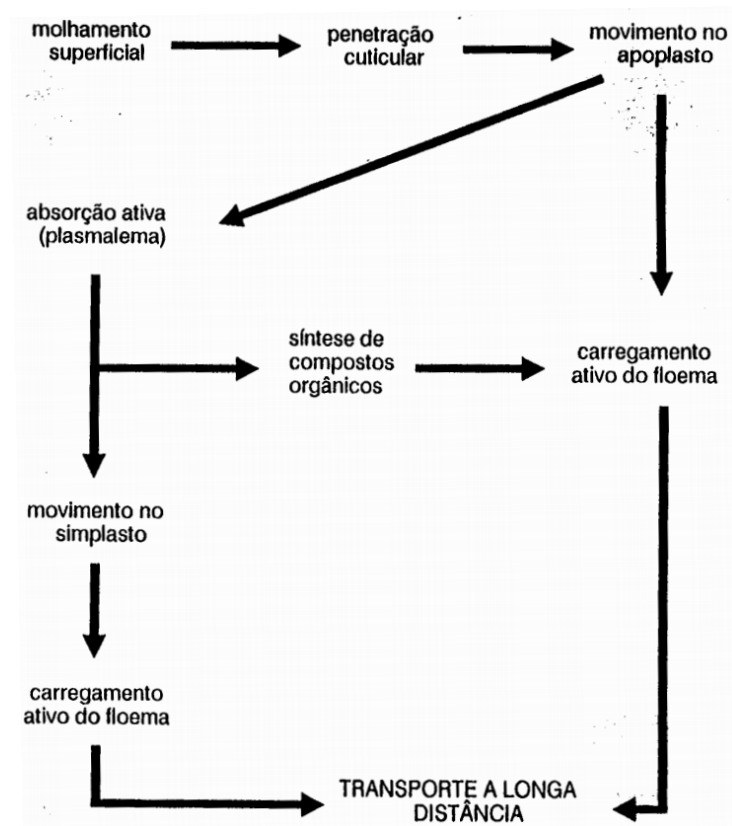 molhamento
superficial
penetração
cuticular
movimento no
apoplasto
absorção ativa
(plasmalema)
síntese de
compostos
orgânicos
carregamento
ativo do floema
movimento no
simplasto
carregamento
ativo do floema
TRANSPORTE A LONGA
DISTÂNCIA